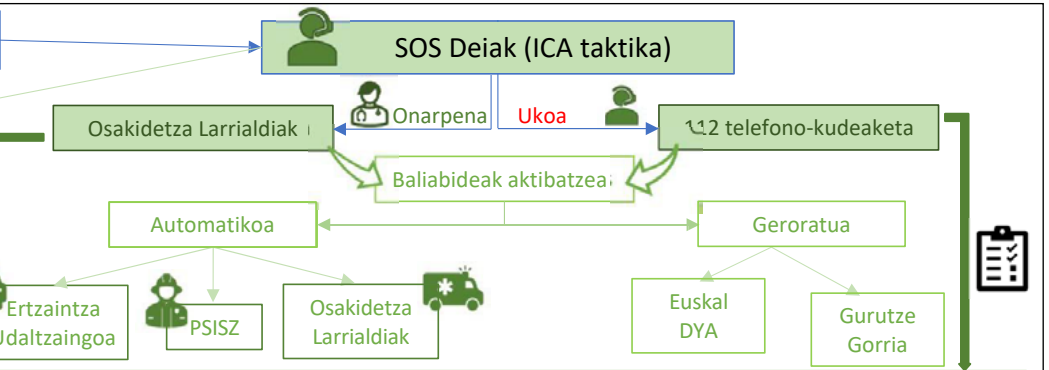 SOS Deiak (ICA taktika)
Onarpena
Ukoa
Osakidetza Larrialdiak
112 telefono-kudeaketa
Baliabideak aktibatzea
Automatikoa
Geroratua
Ertzaintza
Udaltzaingoa
PSISZ
Osakidetza
Larrialdiak
Euskal
DYA
Gurutze
Gorria